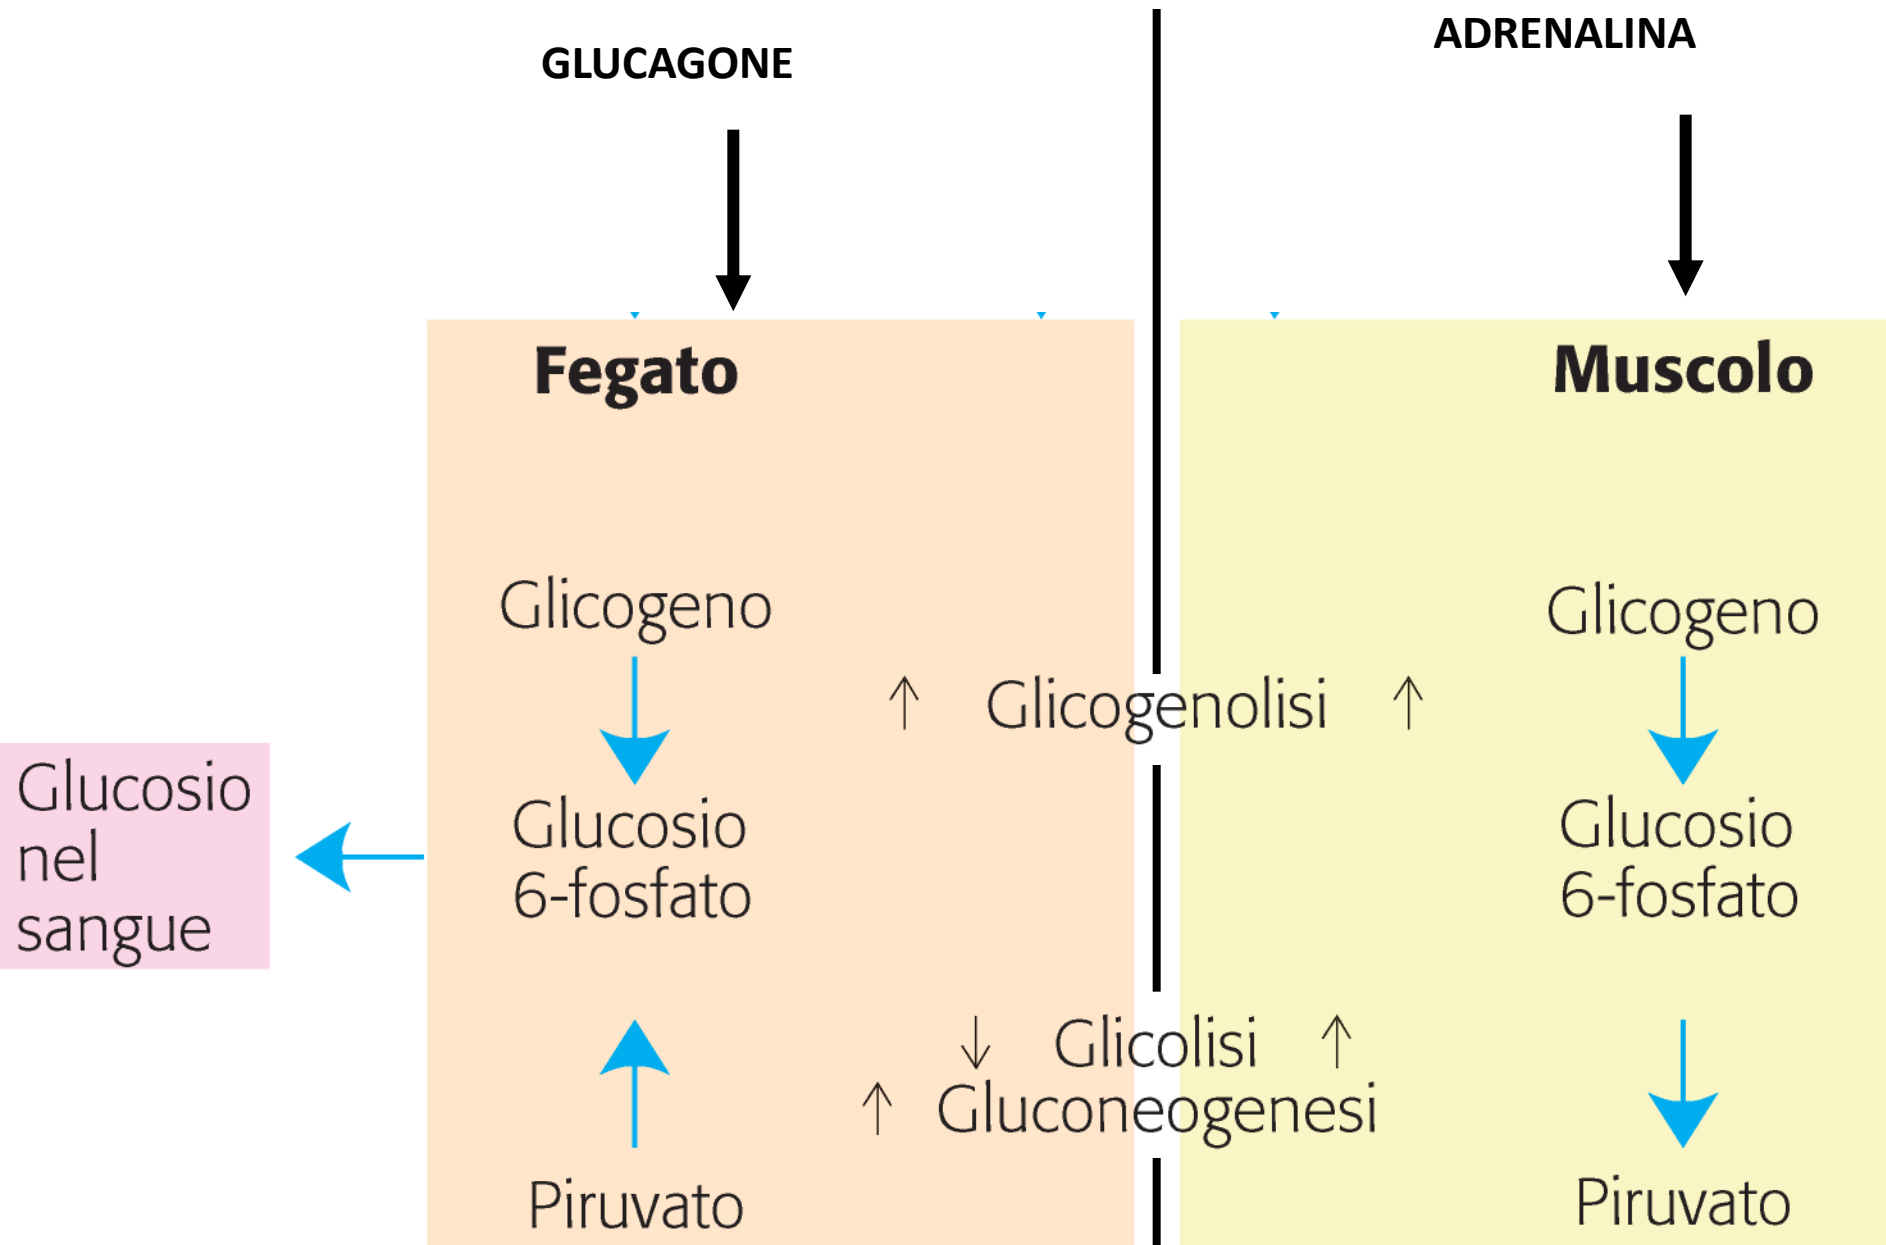 GLUCAGONE
ADRENALINA
Fegato
Muscolo
Glicogeno
Glicogeno
↑ Glicogenolisi ↑
Glucosio
nel
sangue
Glucosio
6-fosfato
Glucosio
6-fosfato
↓ Glicolisi ↑
↑ Gluconeogenesi
Piruvato
Piruvato